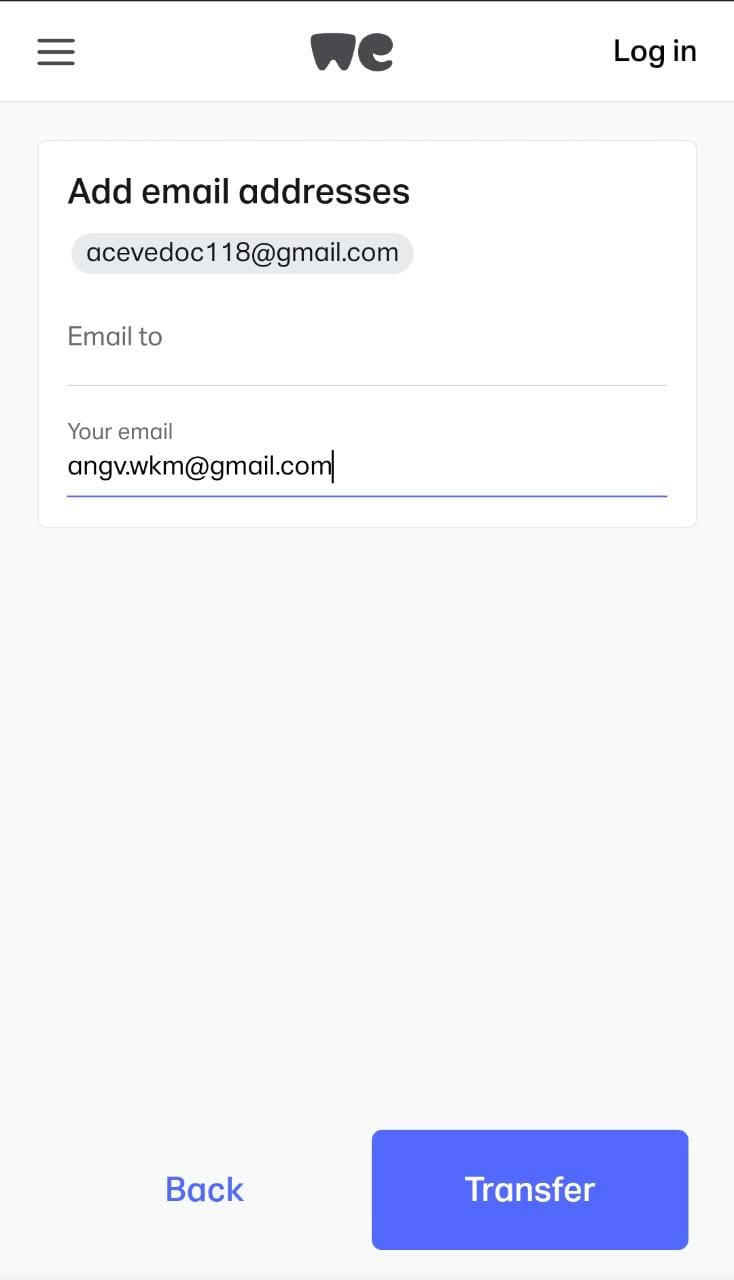 we
Log in
Add email addresses
acevedoc118@gmail.com
Email to
Your email
angv.wkm@gmail.com
Back
Transfer